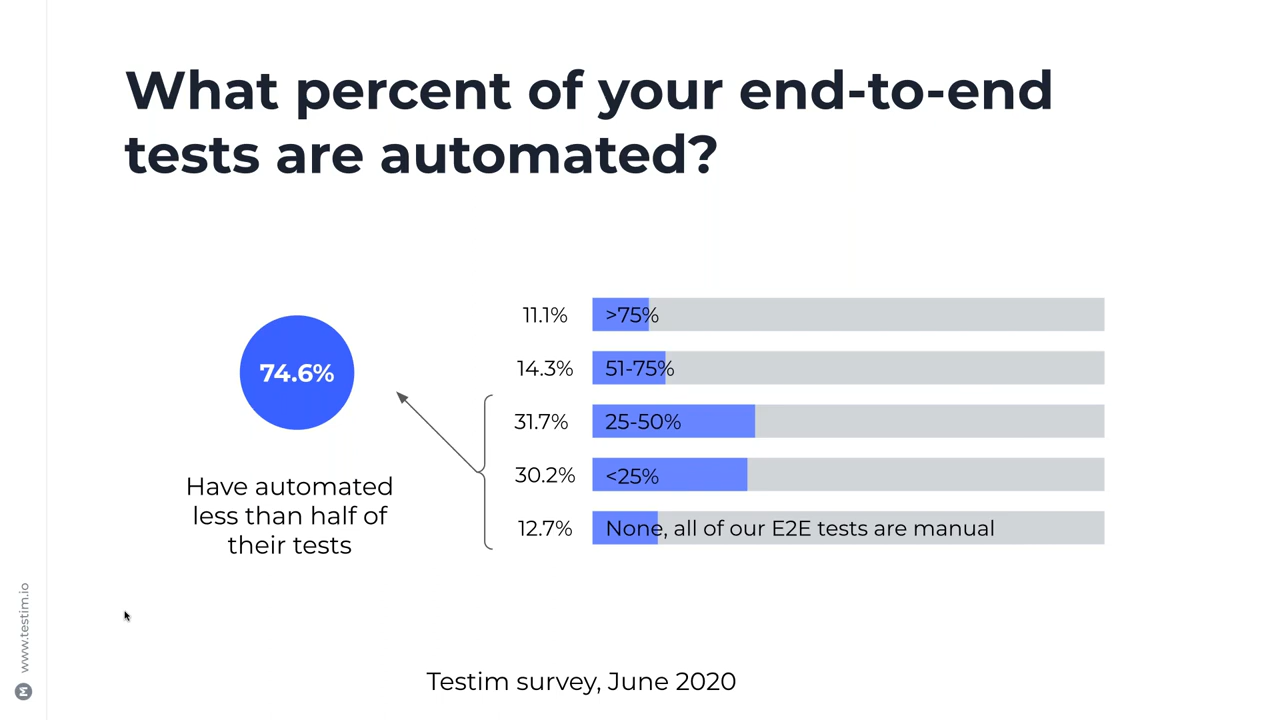 What percent of your end-to-end
tests are automated?
11.1% >75%
14.3% 51-75%
74.6%
31.7% 25-50%
30.2% <25%
12.7% None, all of our E2E tests are manual
Have automated
less than half of
their tests
Testim survey, June 2020
www.testim.io